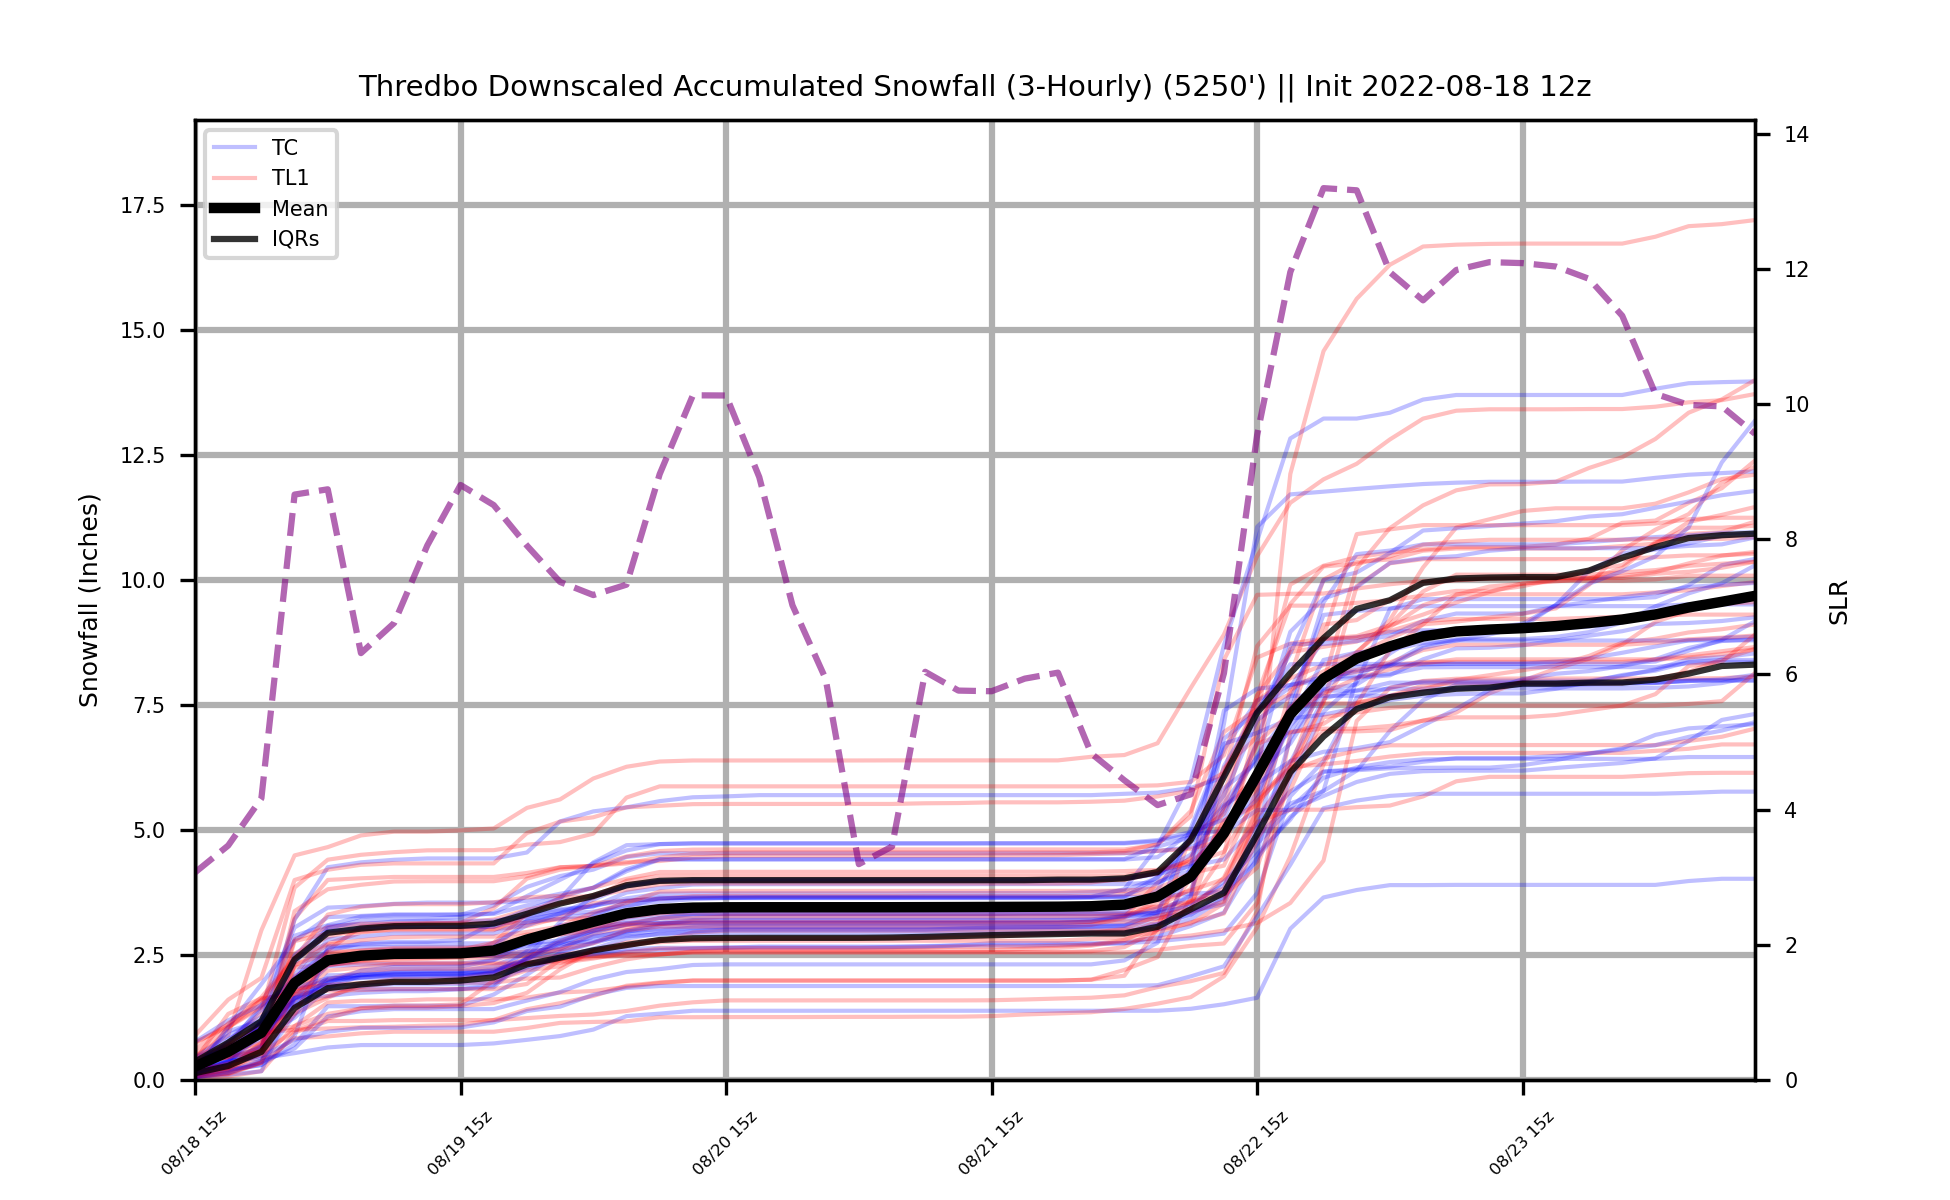 Thredbo Downscaled Accumulated Snowfall (3-Hourly) (5250') || Init 2022-08-18 12z
TC
TL1
Mean
IQRs
Snowfall (Inches)
17.5
15.0
12.5
10.0
7.5
5.0
2.5
0.0
14
12
10
8
6
4
2
0
SLR
08/18 15z
08/19 15z
08/20 15z
08/21 15z
08/22 15z
08/23 15z